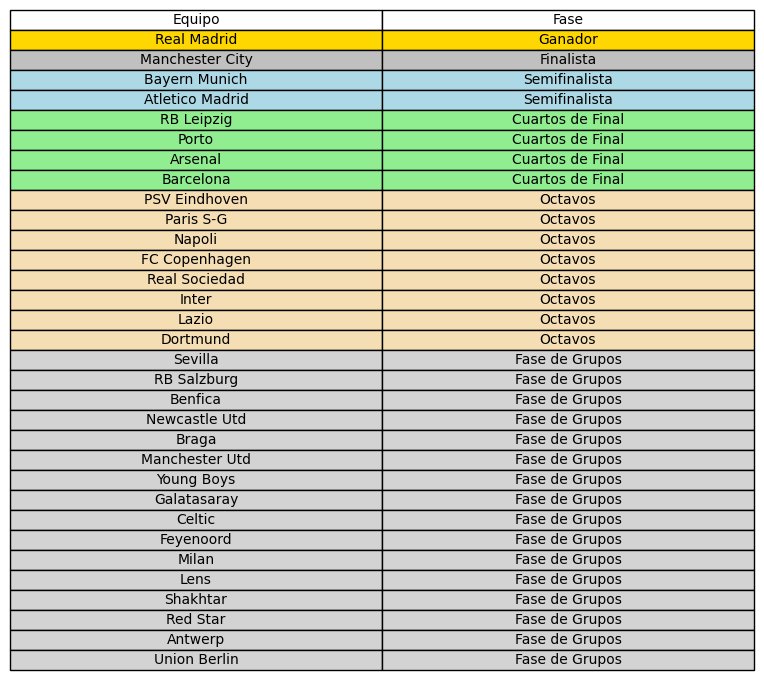 Equipo Fase
Real Madrid Ganador
Manchester City Finalista
Bayern Munich Semifinalista
Atletico Madrid Semifinalista
RB Leipzig Cuartos de Final
Porto Cuartos de Final
Arsenal Cuartos de Final
Barcelona Cuartos de Final
PSV Eindhoven Octavos
Paris S-G Octavos
Napoli Octavos
FC Copenhagen Octavos
Real Sociedad Octavos
Inter Octavos
Lazio Octavos
Dortmund Octavos
Sevilla Fase de Grupos
RB Salzburg Fase de Grupos
Benfica Fase de Grupos
Newcastle Utd Fase de Grupos
Braga Fase de Grupos
Manchester Utd Fase de Grupos
Young Boys Fase de Grupos
Galatasaray Fase de Grupos
Celtic Fase de Grupos
Feyenoord Fase de Grupos
Milan Fase de Grupos
Lens Fase de Grupos
Shakhtar Fase de Grupos
Red Star Fase de Grupos
Antwerp Fase de Grupos
Union Berlin Fase de Grupos